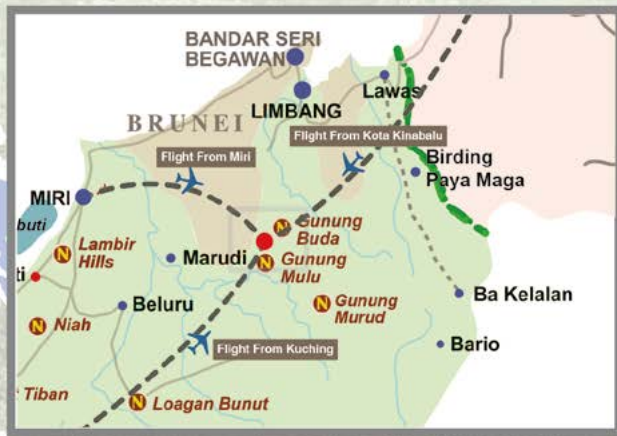 BANDAR SERI
BEGAWAN
LIMBANG
Lawas
BRUNEI
Flight From Kota Kinabalu
Flight From Miri
Birding
Paya Maga
MIRI
buti
Gunung
Buda
Lambir
Hills
Marudi
Gunung
Mulu
ti
Gunung
Murud
Ba Kelalan
Beluru
Niah
Bario
Flight From Kuching
Tiban
Loagan Bunut
N
N
N
N
N
N